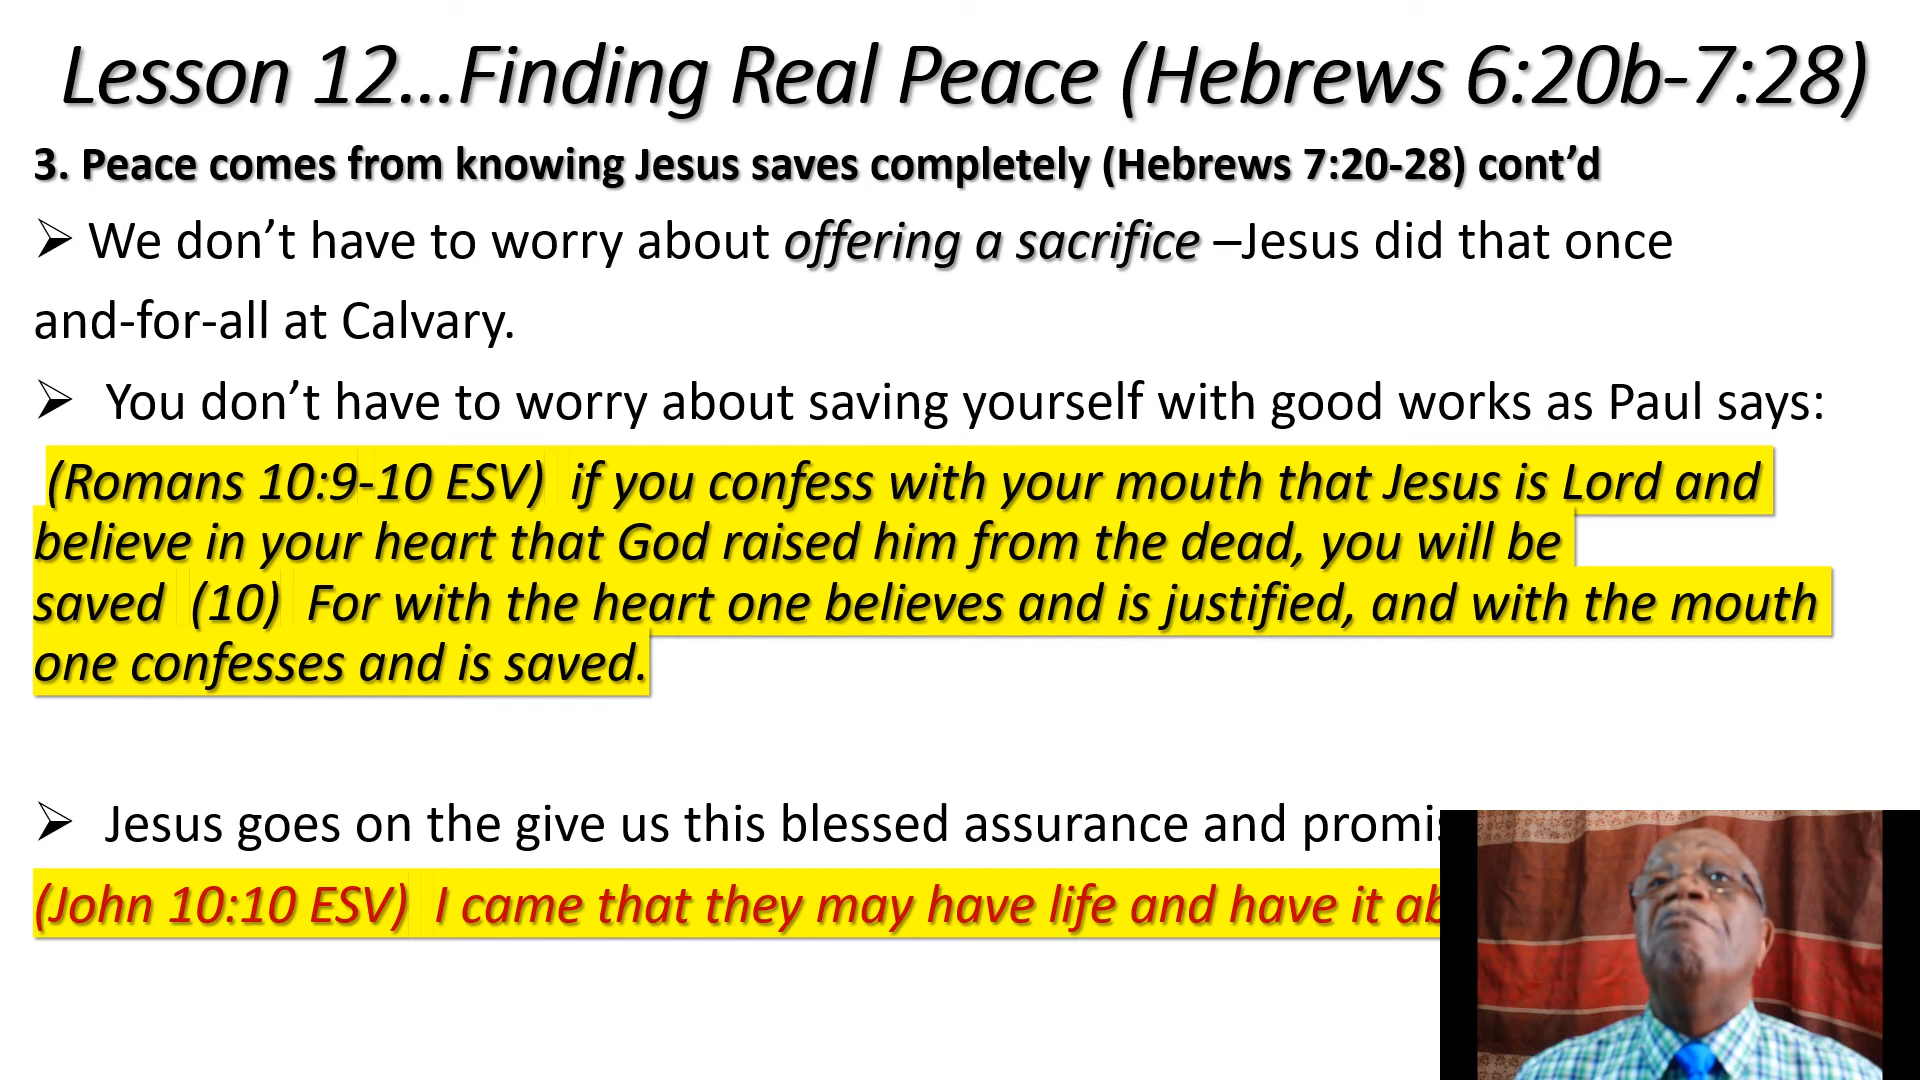 Lesson 12...Finding Real Peace (Hebrews 6:20b-7:28)
3. Peace comes from knowing Jesus saves completely (Hebrews 7:20-28) cont’d
➢ We don’t have to worry about offering a sacrifice –Jesus did that once
and-for-all at Calvary.
➢ You don’t have to worry about saving yourself with good works as Paul says:
(Romans 10:9-10 ESV) if you confess with your mouth that Jesus is Lord and
believe in your heart that God raised him from the dead, you will be
saved (10) For with the heart one believes and is justified, and with the mouth
one confesses and is saved.
➢ Jesus goes on the give us this blessed assurance and
(John 10:10 ESV) I came that they may have life and have it